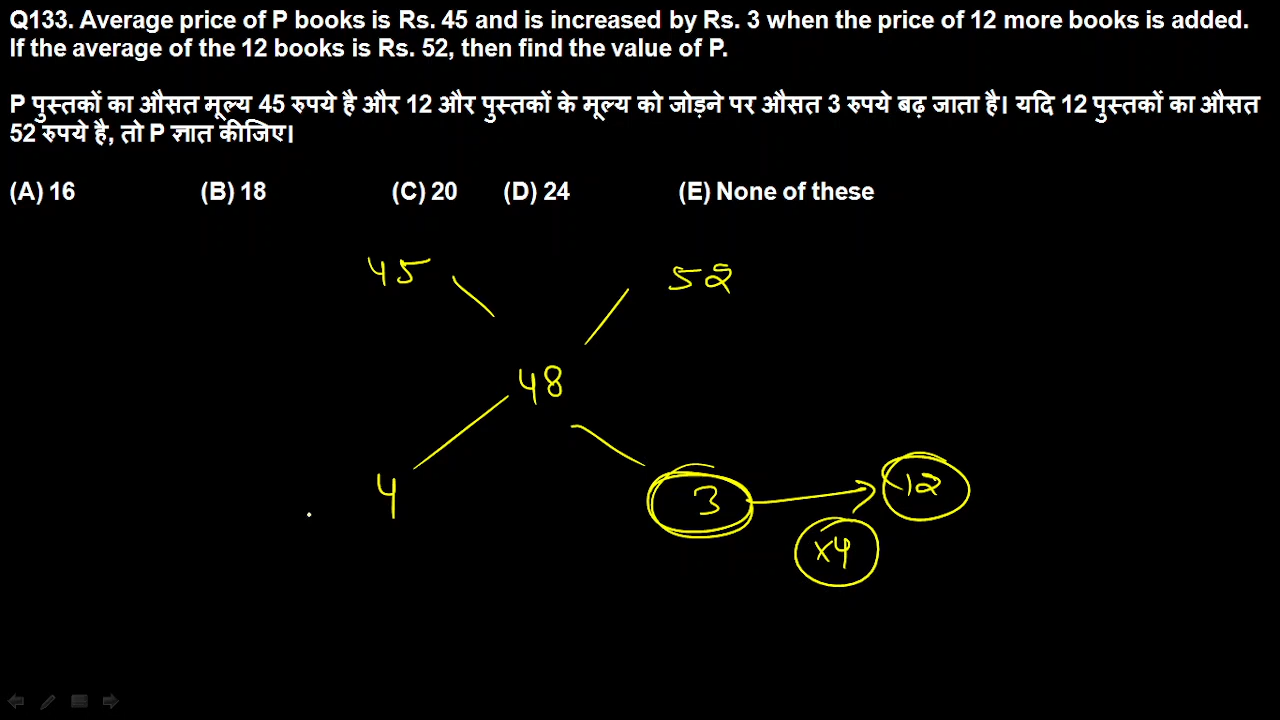 Q133. Average price of P books is Rs. 45 and is increased by Rs. 3 when the price of 12 more books is added.
If the average of the 12 books is Rs. 52, then find the value of P.
P पुस्तकों का औसत मूल्य 45 रुपये है और 12 और पुस्तकों के मूल्य को जोड़ने पर औसत 3 रुपये बढ़ जाता है। यदि 12 पुस्तकों का औसत
52 रुपये है, तो P ज्ञात कीजिए।
(A) 16 (B) 18 (C) 20 (D) 24 (E) None of these
45 52
48
4 3 12
×4